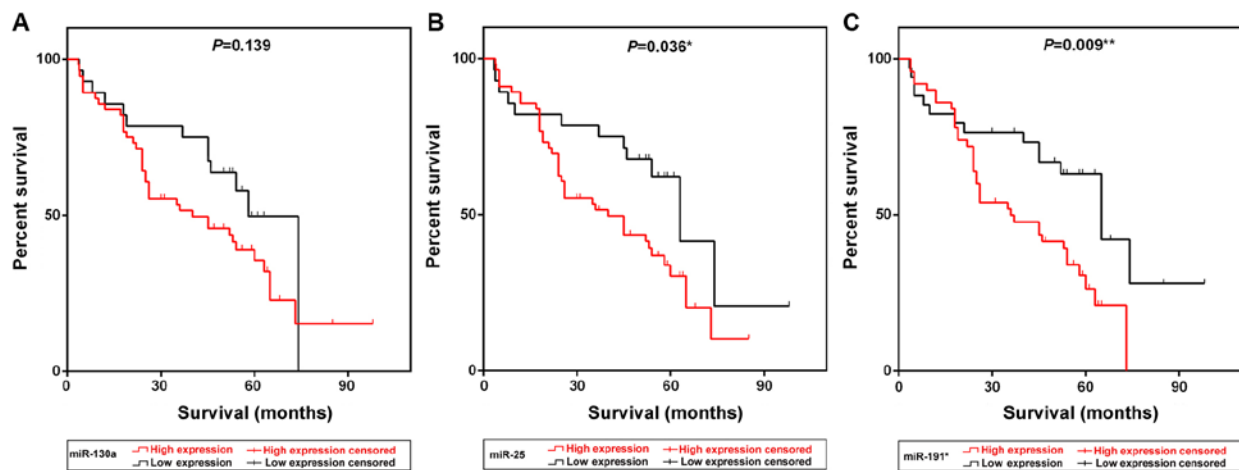 A
P=0.139
100
50
0
0 30 60 90
Percent survival
Survival (months)
miR-130a
High expression
High expression censored
Low expression
Low expression censored
B
P=0.036*
100
50
0
0 30 60 90
Percent survival
Survival (months)
miR-25
High expression
High expression censored
Low expression
Low expression censored
C
P=0.009**
100
50
0
0 30 60 90
Percent survival
Survival (months)
miR-191*
High expression
High expression censored
Low expression
Low expression censored